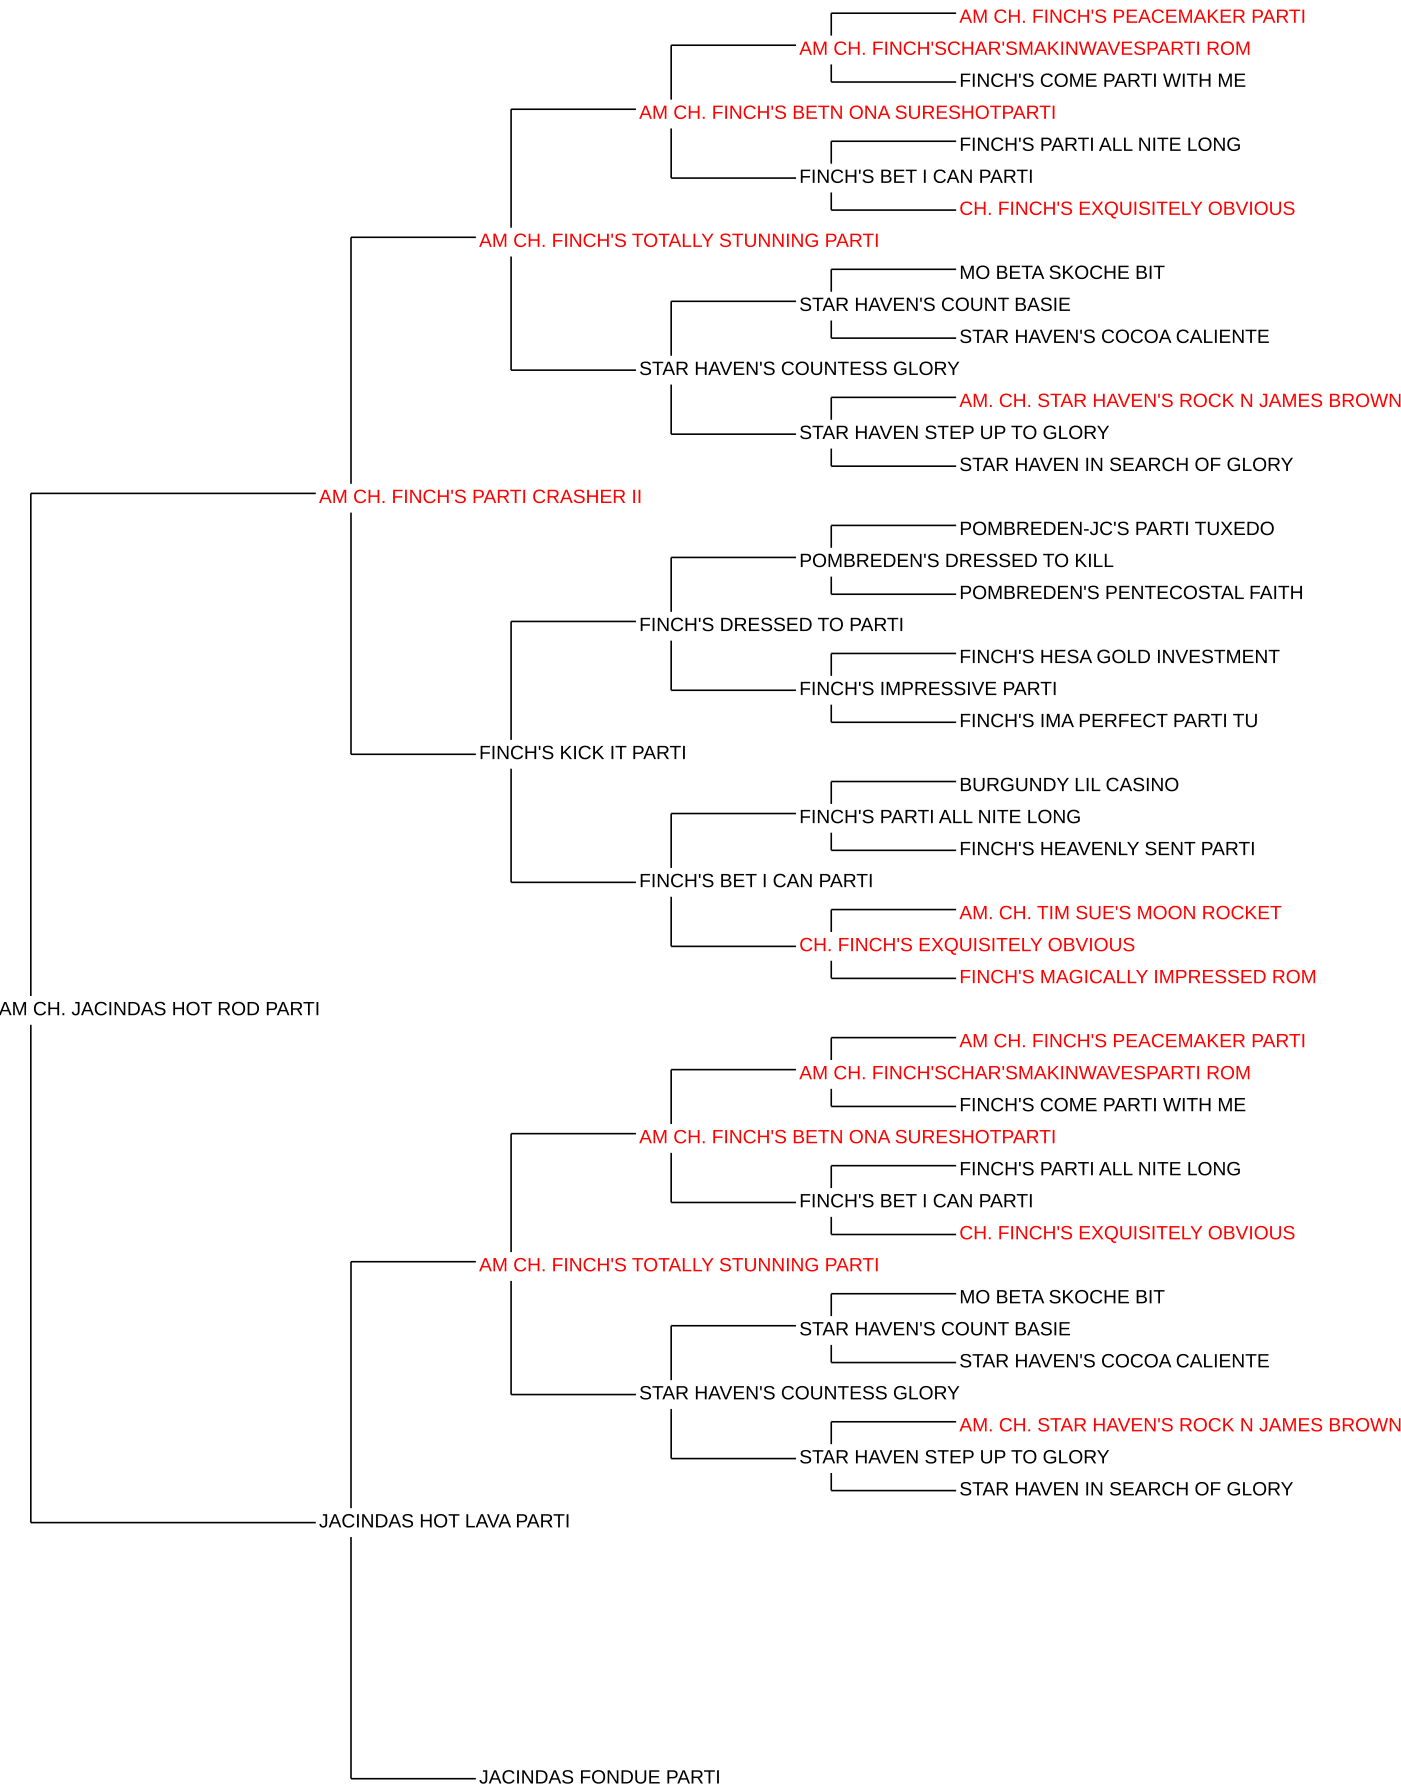 AM CH. FINCH'S PEACEMAKER PARTI
AM CH. FINCH'SCHAR'SMAKINWAVESPARTI ROM
FINCH'S COME PARTI WITH ME
AM CH. FINCH'S BETN ONA SURESHOTPARTI
FINCH'S PARTI ALL NITE LONG
FINCH'S BET I CAN PARTI
CH. FINCH'S EXQUISITELY OBVIOUS
AM CH. FINCH'S TOTALLY STUNNING PARTI
MO BETA SKOCHE BIT
STAR HAVEN'S COUNT BASIE
STAR HAVEN'S COCOA CALIENTE
STAR HAVEN'S COUNTESS GLORY
AM. CH. STAR HAVEN'S ROCK N JAMES BROWN
STAR HAVEN STEP UP TO GLORY
STAR HAVEN IN SEARCH OF GLORY
AM CH. FINCH'S PARTI CRASHER II
POMBREDEN-JC'S PARTI TUXEDO
POMBREDEN'S DRESSED TO KILL
POMBREDEN'S PENTECOSTAL FAITH
FINCH'S DRESSED TO PARTI
FINCH'S HESA GOLD INVESTMENT
FINCH'S IMPRESSIVE PARTI
FINCH'S IMA PERFECT PARTI TU
FINCH'S KICK IT PARTI
BURGUNDY LIL CASINO
FINCH'S PARTI ALL NITE LONG
FINCH'S HEAVENLY SENT PARTI
FINCH'S BET I CAN PARTI
AM. CH. TIM SUE'S MOON ROCKET
CH. FINCH'S EXQUISITELY OBVIOUS
FINCH'S MAGICALLY IMPRESSED ROM
AM CH. JACINDAS HOT ROD PARTI
AM CH. FINCH'S PEACEMAKER PARTI
AM CH. FINCH'SCHAR'SMAKINWAVESPARTI ROM
FINCH'S COME PARTI WITH ME
AM CH. FINCH'S BETN ONA SURESHOTPARTI
FINCH'S PARTI ALL NITE LONG
FINCH'S BET I CAN PARTI
CH. FINCH'S EXQUISITELY OBVIOUS
AM CH. FINCH'S TOTALLY STUNNING PARTI
MO BETA SKOCHE BIT
STAR HAVEN'S COUNT BASIE
STAR HAVEN'S COCOA CALIENTE
STAR HAVEN'S COUNTESS GLORY
AM. CH. STAR HAVEN'S ROCK N JAMES BROWN
STAR HAVEN STEP UP TO GLORY
STAR HAVEN IN SEARCH OF GLORY
JACINDAS HOT LAVA PARTI
JACINDAS FONDUE PARTI